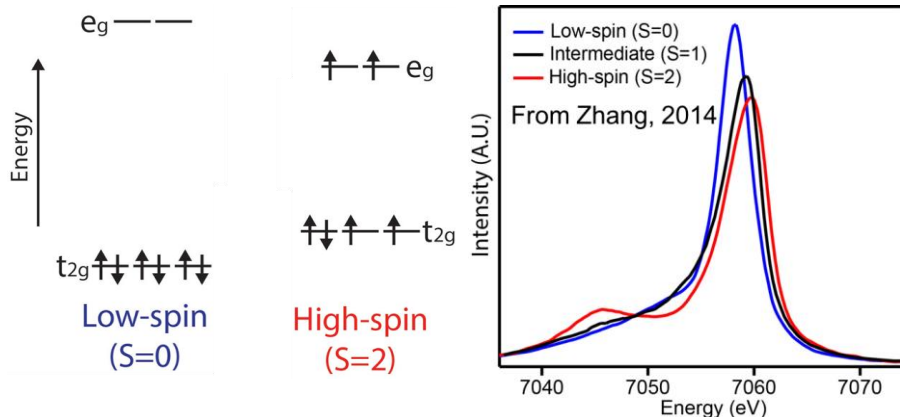 eg
Energy
t2g
Low-spin
(S=0)
eg
t2g
High-spin
(S=2)
Low-spin (S=0)
Intermediate (S=1)
High-spin (S=2)
From Zhang, 2014
Intensity (A.U.)
7040 7050 7060 7070
Energy (eV)